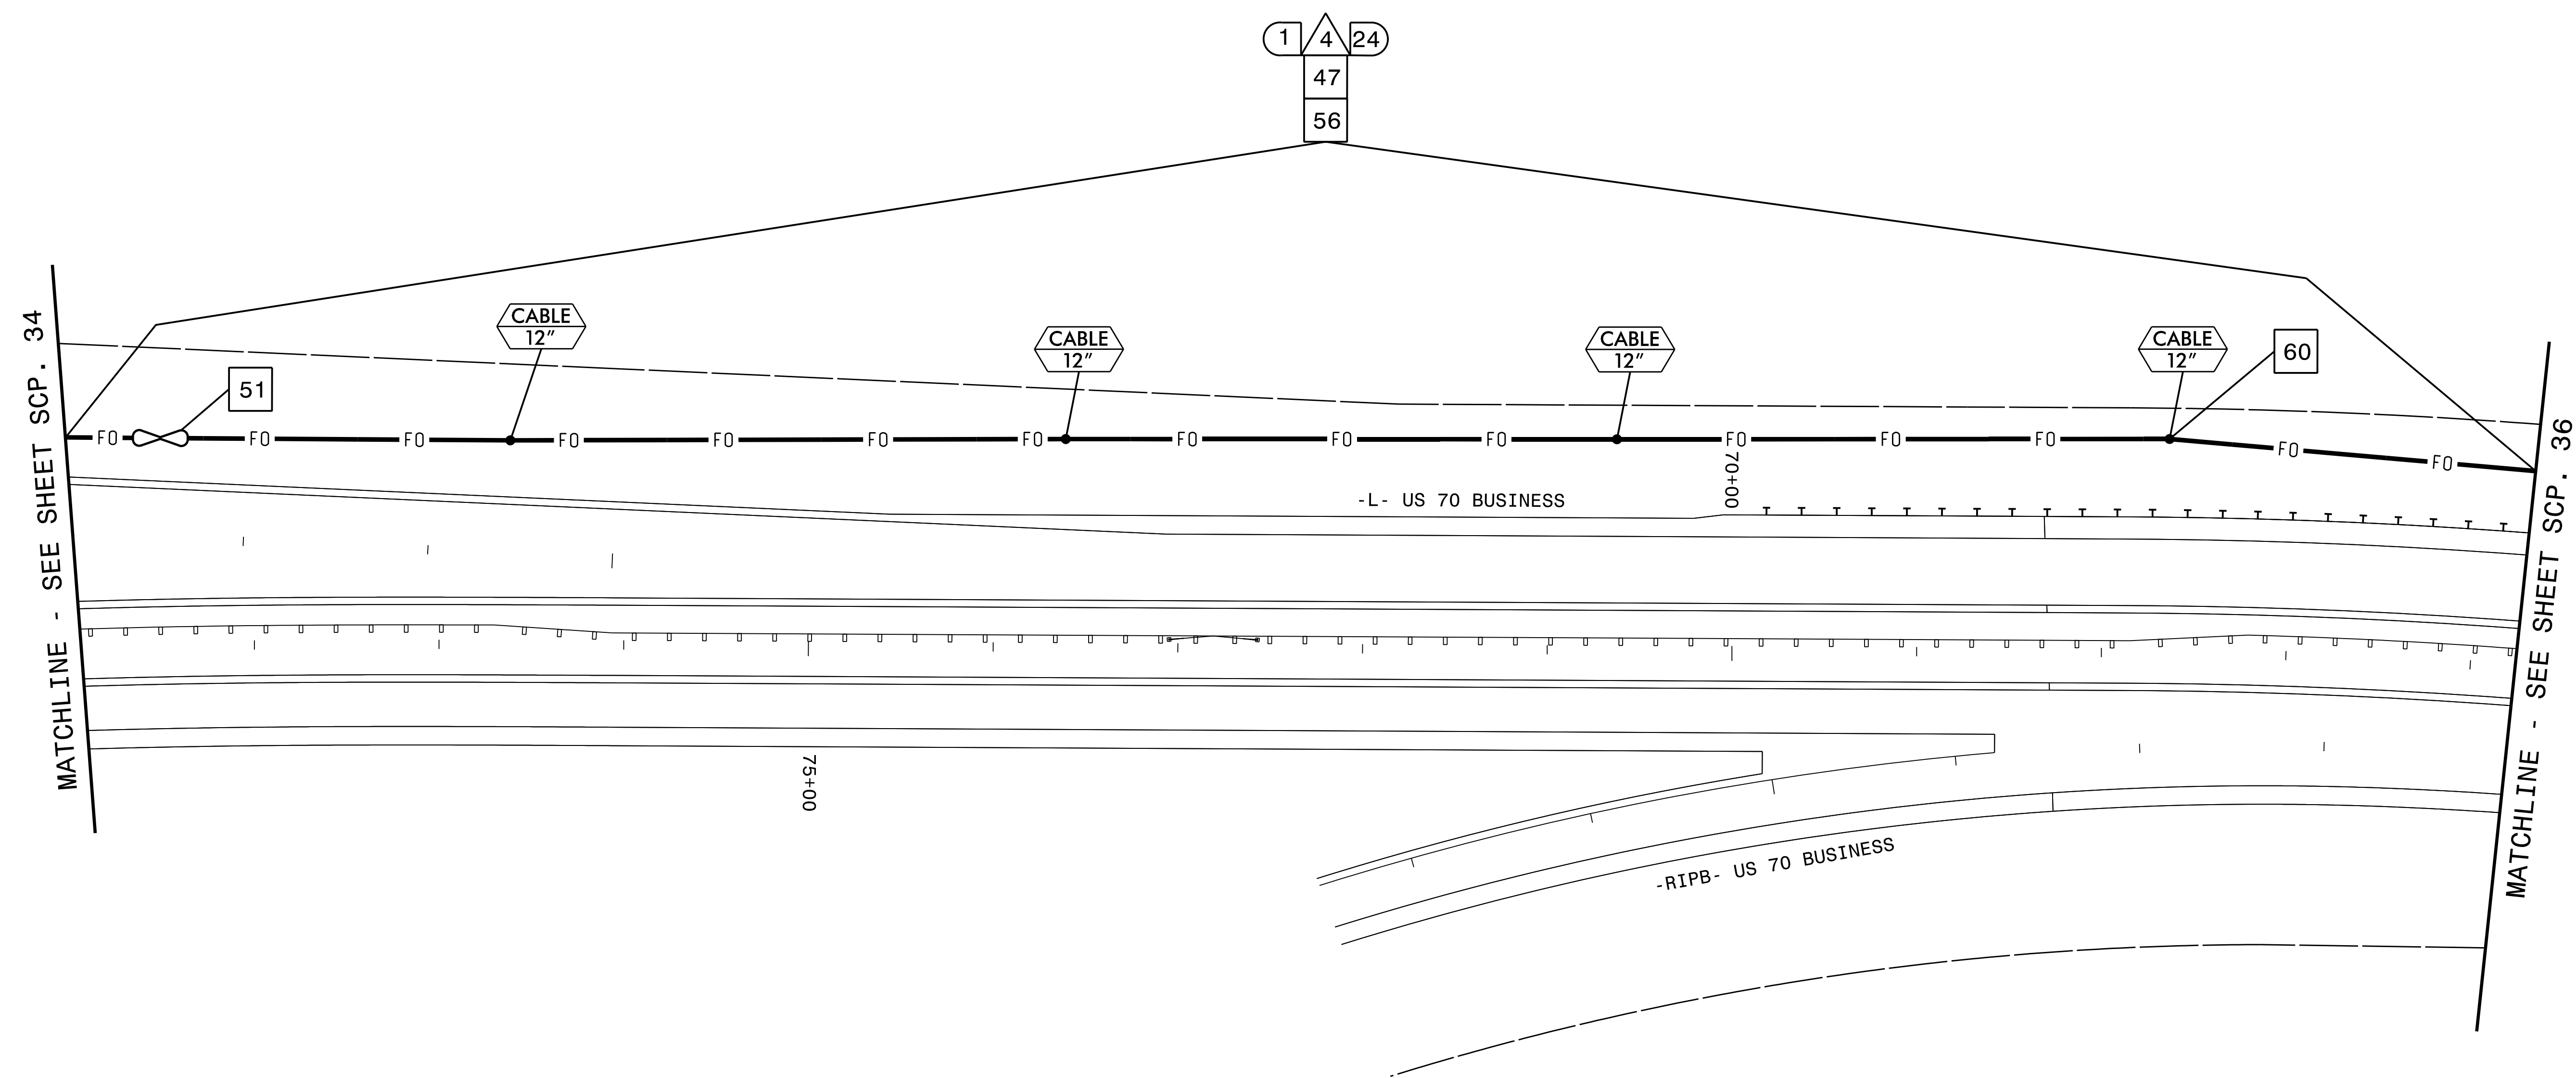 1 4 24
47
56
MATCHLINE - SEE SHEET SCP. 34
CABLE
12"
CABLE
12"
CABLE
12"
CABLE
12"
60
51
FO FO FO FO FO FO FO FO FO FO FO FO FO FO FO FO
70+00
-L- US 70 BUSINESS
75+00
-RIPB- US 70 BUSINESS
MATCHLINE - SEE SHEET SCP. 36